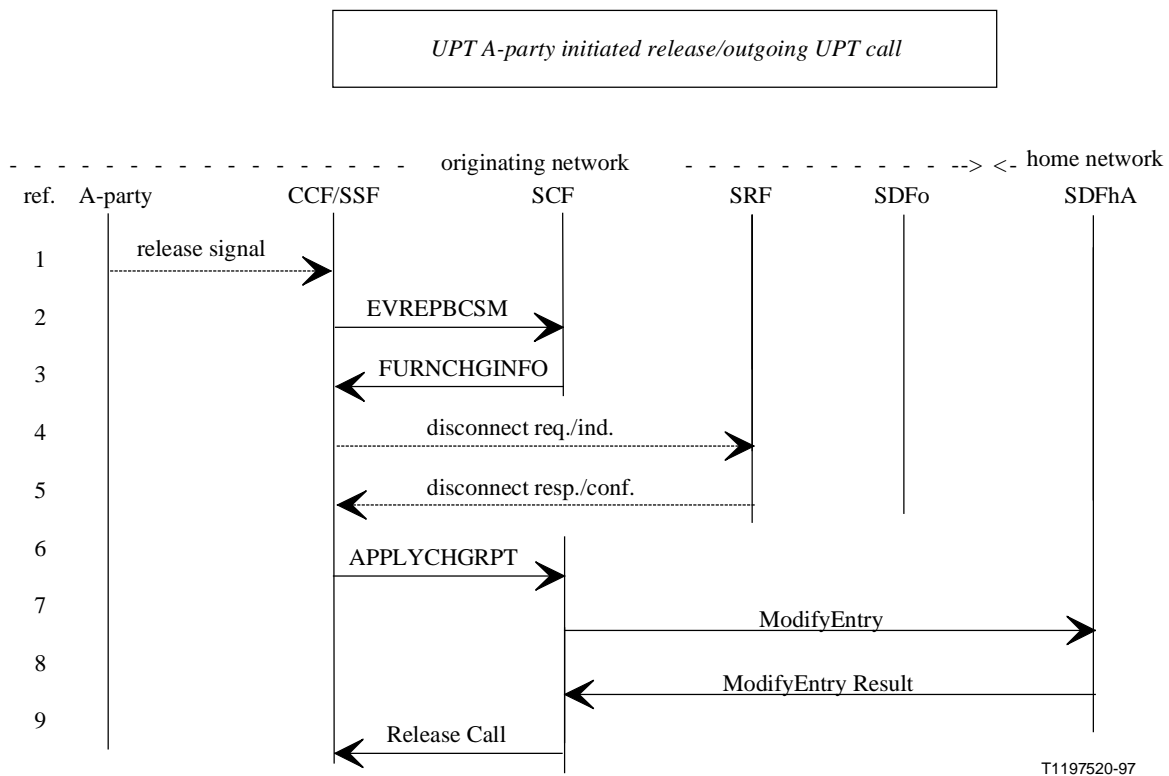 UPT A-party initiated release/outgoing UPT call
- - - - - - - - - - - - - - - - originating network - - - - - - - - - - --> <- home network
ref. A-party CCF/SSF SCF SRF SDFo SDFhA
1 release signal
2 EVREPBCSM
3 FURNCHGINFO
4 disconnect req./ind.
5 disconnect resp./conf.
6 APPLYCHGRPT
7 ModifyEntry
8 ModifyEntry Result
9 Release Call
T1197520-97